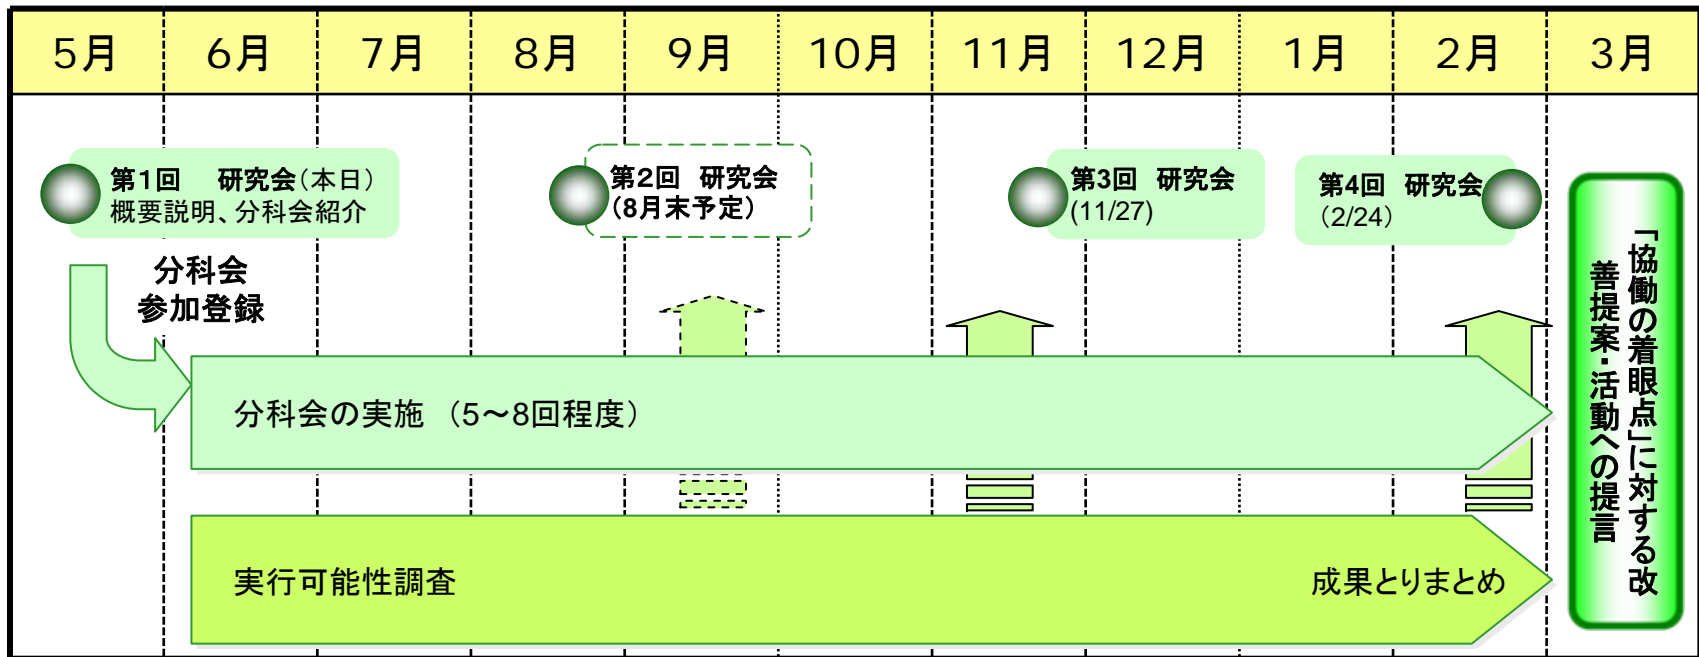 5月 6月 7月 8月 9月 10月 11月 12月 1月 2月 3月
第1回　研究会(本日)
概要説明、分科会紹介
第2回　研究会
(8月末予定)
第3回　研究会
(11/27)
第4回　研究会
(2/24)
分科会
参加登録
分科会の実施 （5～8回程度）
実行可能性調査
成果とりまとめ
「協働の着眼点」に対する改
善提案・活動への提言